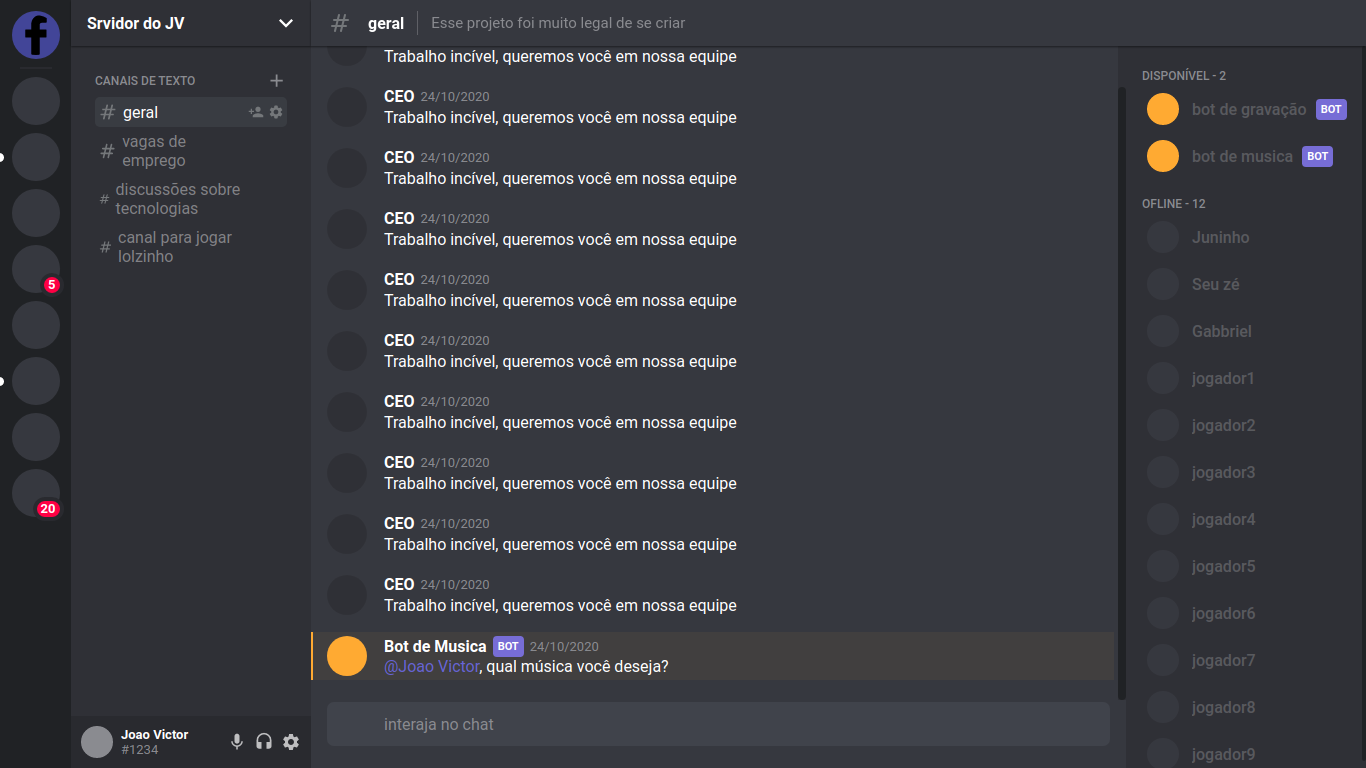 f
Srvidor do JV
CANAIS DE TEXTO
+
# geral
# vagas de
emprego
# discussões sobre
tecnologias
# canal para jogar
lolzinho
5
20
Joao Victor
#1234
# geral
Esse projeto foi muito legal de se criar
Trabalho incível, queremos você em nossa equipe
CEO 24/10/2020
Trabalho incível, queremos você em nossa equipe
CEO 24/10/2020
Trabalho incível, queremos você em nossa equipe
CEO 24/10/2020
Trabalho incível, queremos você em nossa equipe
CEO 24/10/2020
Trabalho incível, queremos você em nossa equipe
CEO 24/10/2020
Trabalho incível, queremos você em nossa equipe
CEO 24/10/2020
Trabalho incível, queremos você em nossa equipe
CEO 24/10/2020
Trabalho incível, queremos você em nossa equipe
CEO 24/10/2020
Trabalho incível, queremos você em nossa equipe
CEO 24/10/2020
Trabalho incível, queremos você em nossa equipe
Bot de Musica BOT 24/10/2020
@Joao Victor, qual música você deseja?
interaja no chat
DISPONÍVEL - 2
bot de gravação BOT
bot de musica BOT
OFLINE - 12
Juninho
Seu zé
Gabbriel
jogador1
jogador2
jogador3
jogador4
jogador5
jogador6
jogador7
jogador8
jogador9